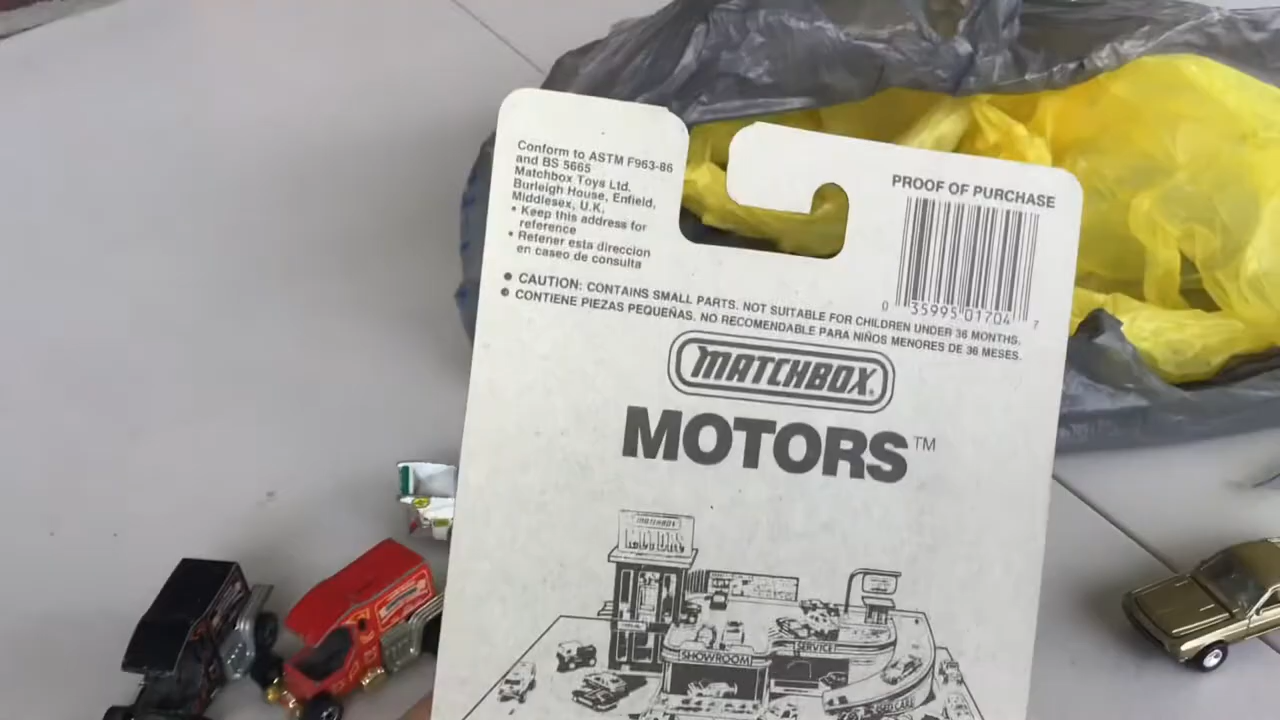 Conform to ASTM F963-86
and BS 5665
Matchbox Toys Ltd.
Burleigh House, Enfield,
Middlesex, U.K.
• Keep this address for
reference
• Retener esta direccion
en caseo de consulta
PROOF OF PURCHASE
0 35995 01704 7
• CAUTION: CONTAINS SMALL PARTS. NOT SUITABLE FOR CHILDREN UNDER 36 MONTHS.
• CONTIENE PIEZAS PEQUEÑAS. NO RECOMENDABLE PARA NIÑOS MENORES DE 36 MESES.
MATCHBOX
MOTORS™
MATCHBOX
MOTORS
SHOWROOM
SERVICE